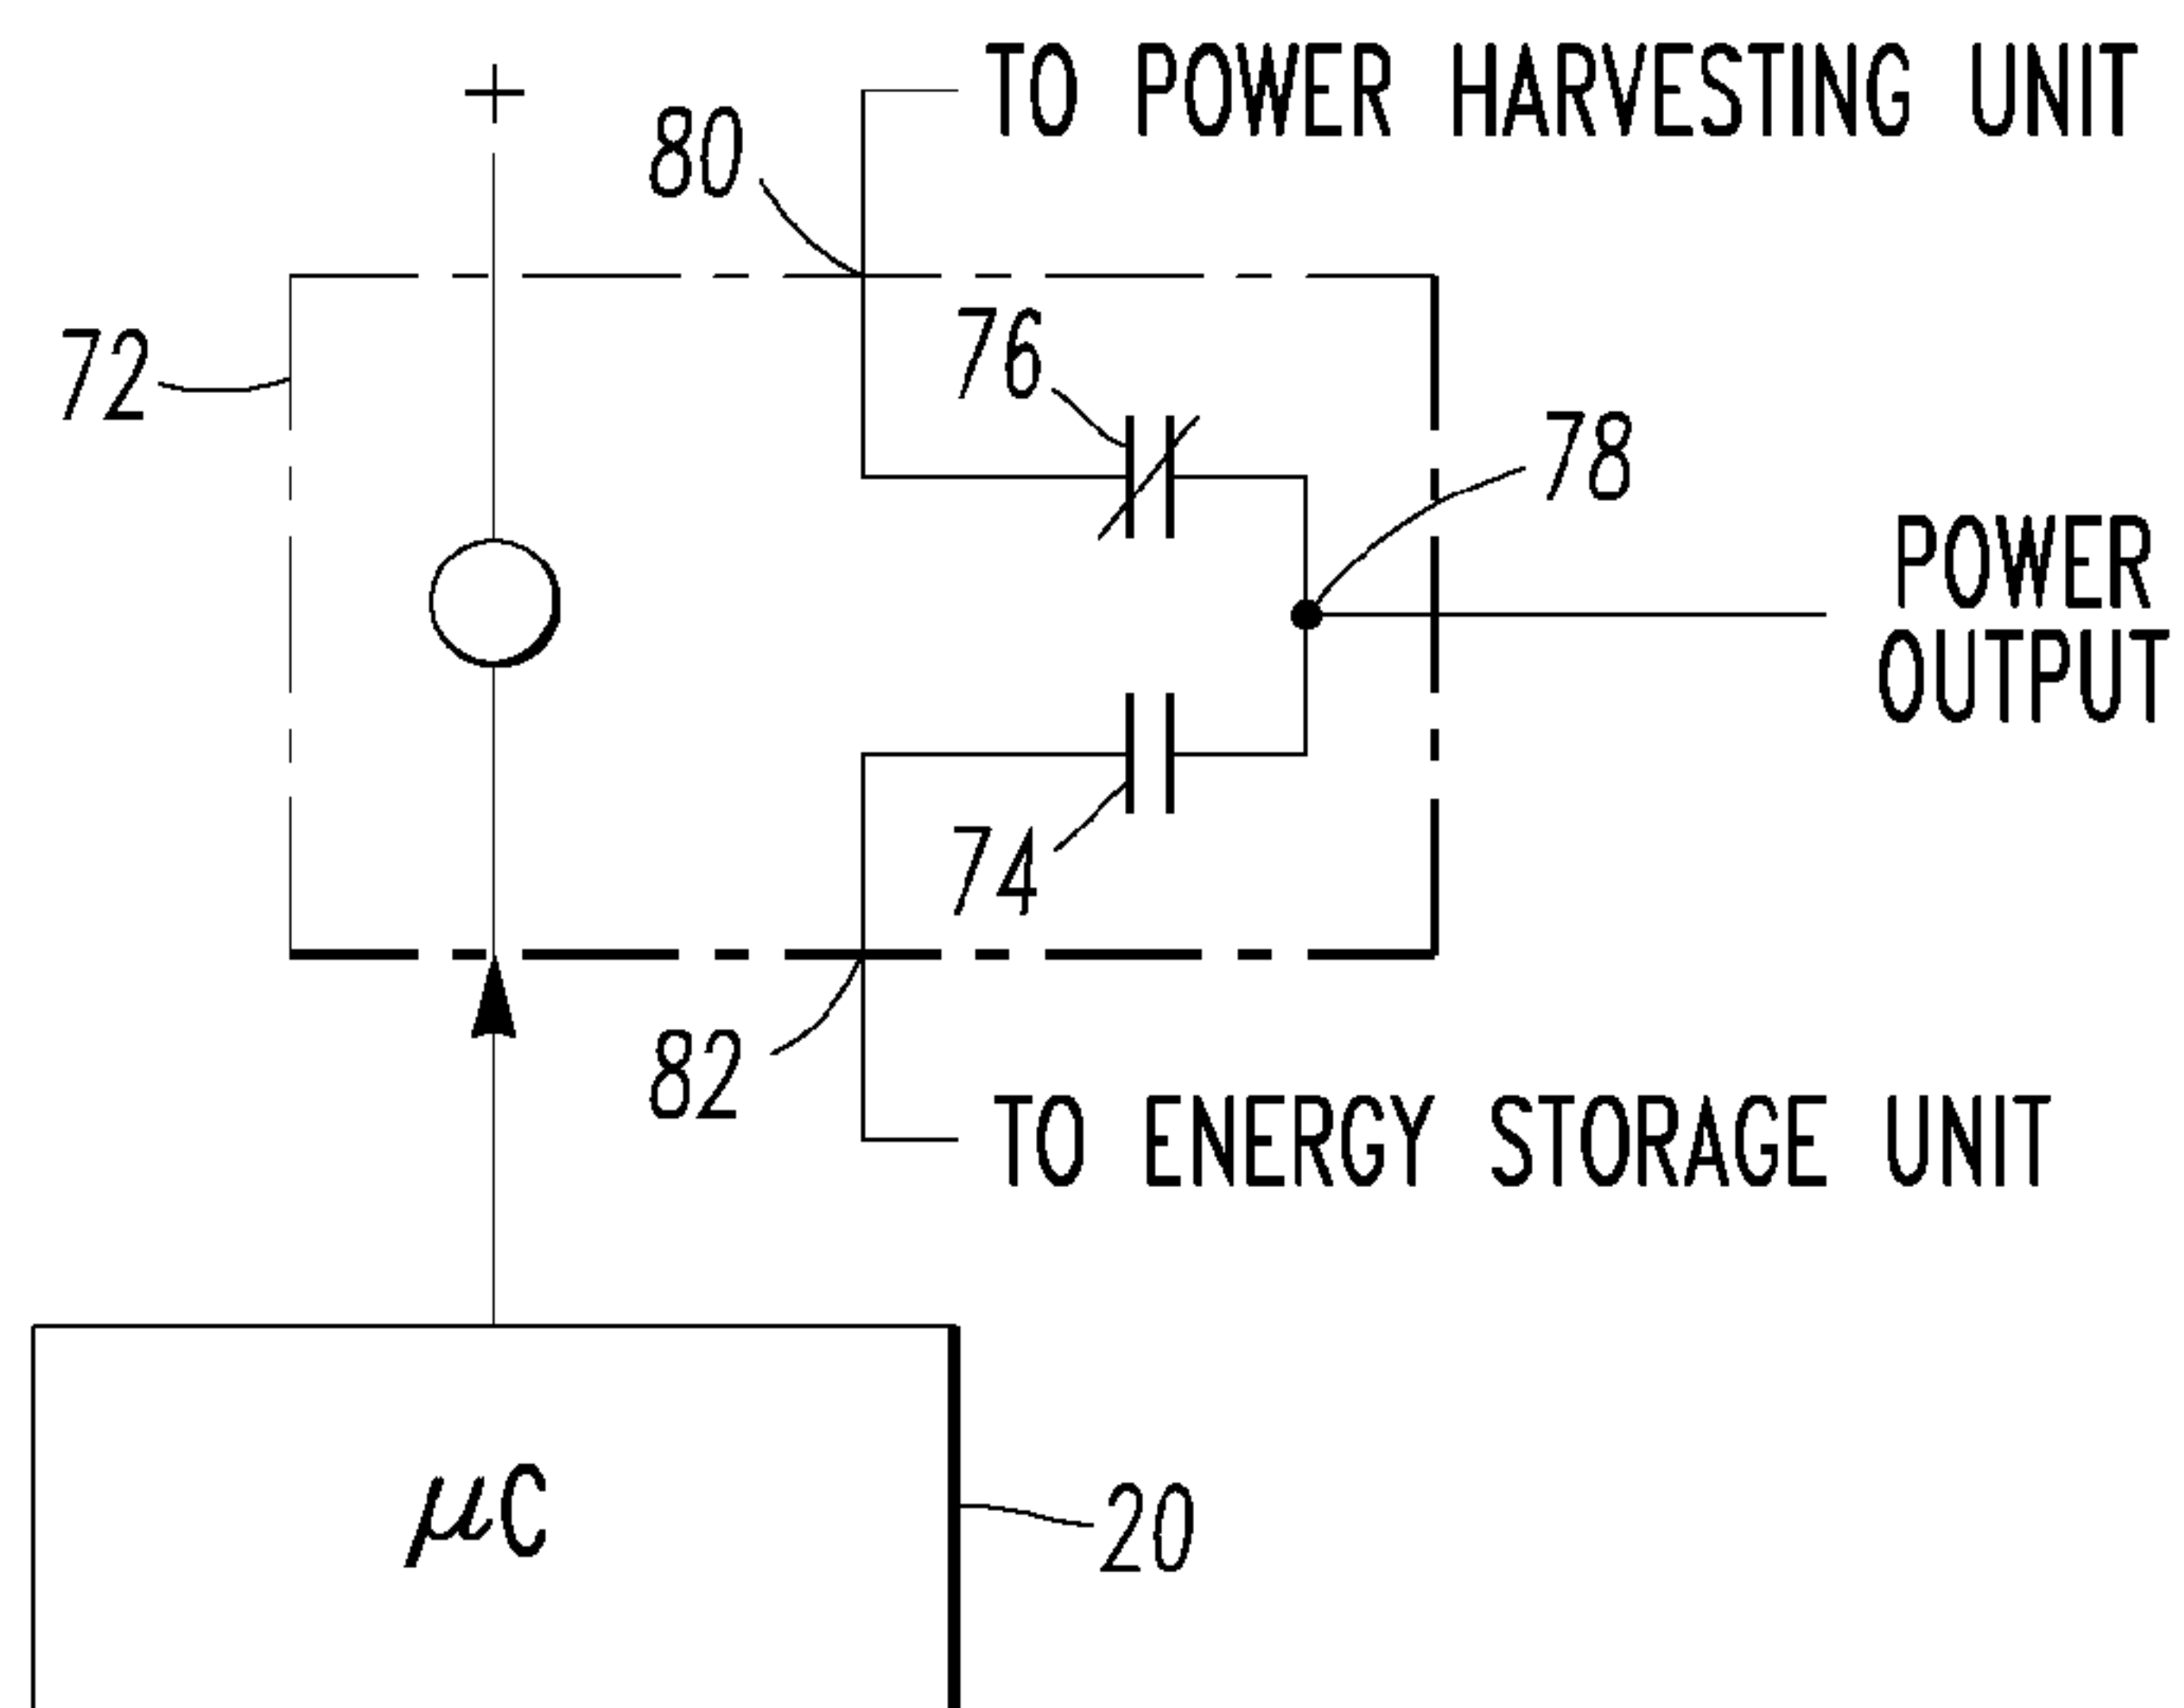 +
TO POWER HARVESTING UNIT
80
76
72
78
POWER
OUTPUT
74
82
TO ENERGY STORAGE UNIT
μC
20